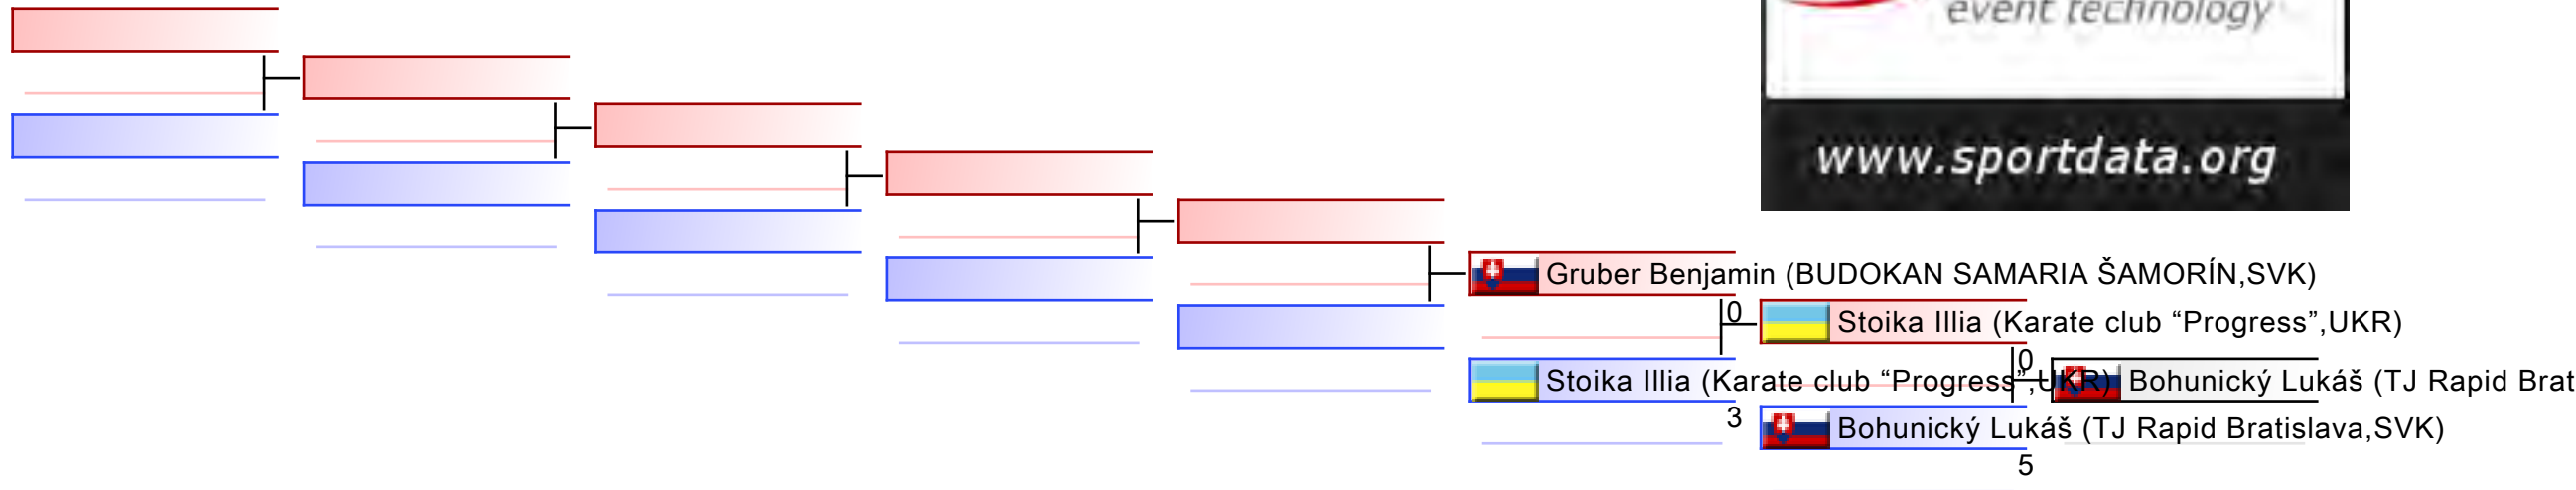 event technology
www.sportdata.org
Gruber Benjamin (BUDOKAN SAMARIA ŠAMORÍN,SVK)
0
Stoika Illia (Karate club “Progress”,UKR)
0
Stoika Illia (Karate club “Progress”,UKR)
Bohunický Lukáš (TJ Rapid Brat
3
Bohunický Lukáš (TJ Rapid Bratislava,SVK)
5